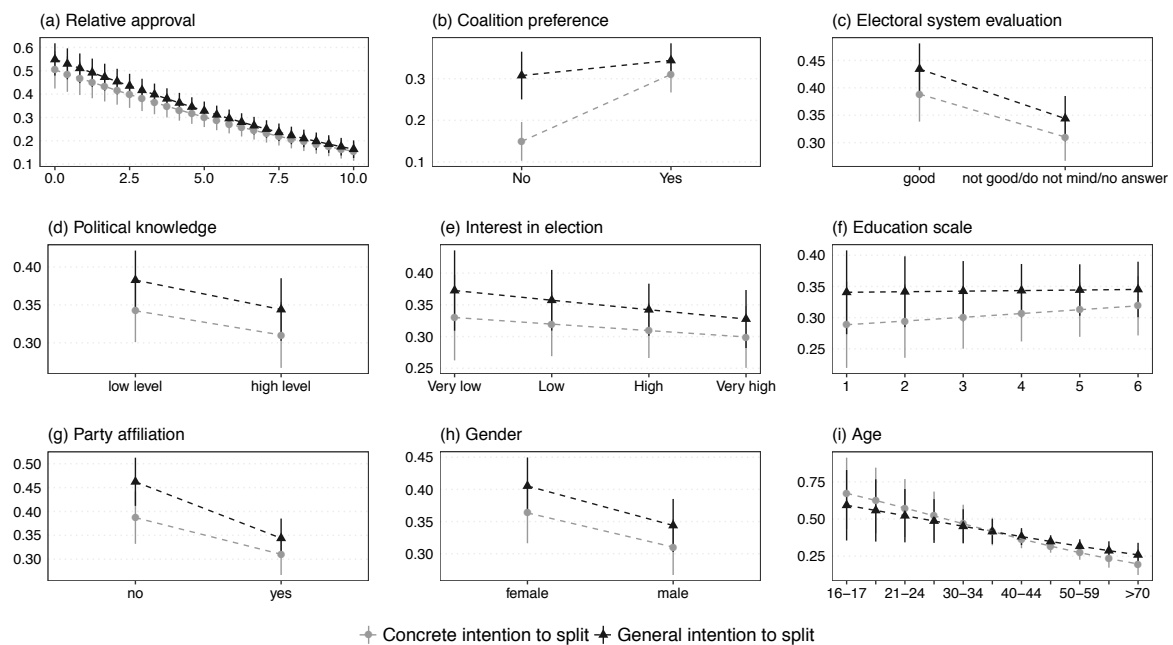 (a) Relative approval
0.6
0.5
0.4
0.3
0.2
0.1
0.0 2.5 5.0 7.5 10.0
(b) Coalition preference
0.3
0.2
0.1
No Yes
(c) Electoral system evaluation
0.45
0.40
0.35
0.30
good not good/do not mind/no answer
(d) Political knowledge
0.40
0.35
0.30
low level high level
(e) Interest in election
0.40
0.35
0.30
0.25
Very low Low High Very high
(f) Education scale
0.40
0.35
0.30
0.25
1 2 3 4 5 6
(g) Party affiliation
0.50
0.45
0.40
0.35
0.30
no yes
(h) Gender
0.45
0.40
0.35
0.30
female male
(i) Age
0.75
0.50
0.25
16−17 21−24 30−34 40−44 50−59 >70
Concrete intention to split General intention to split